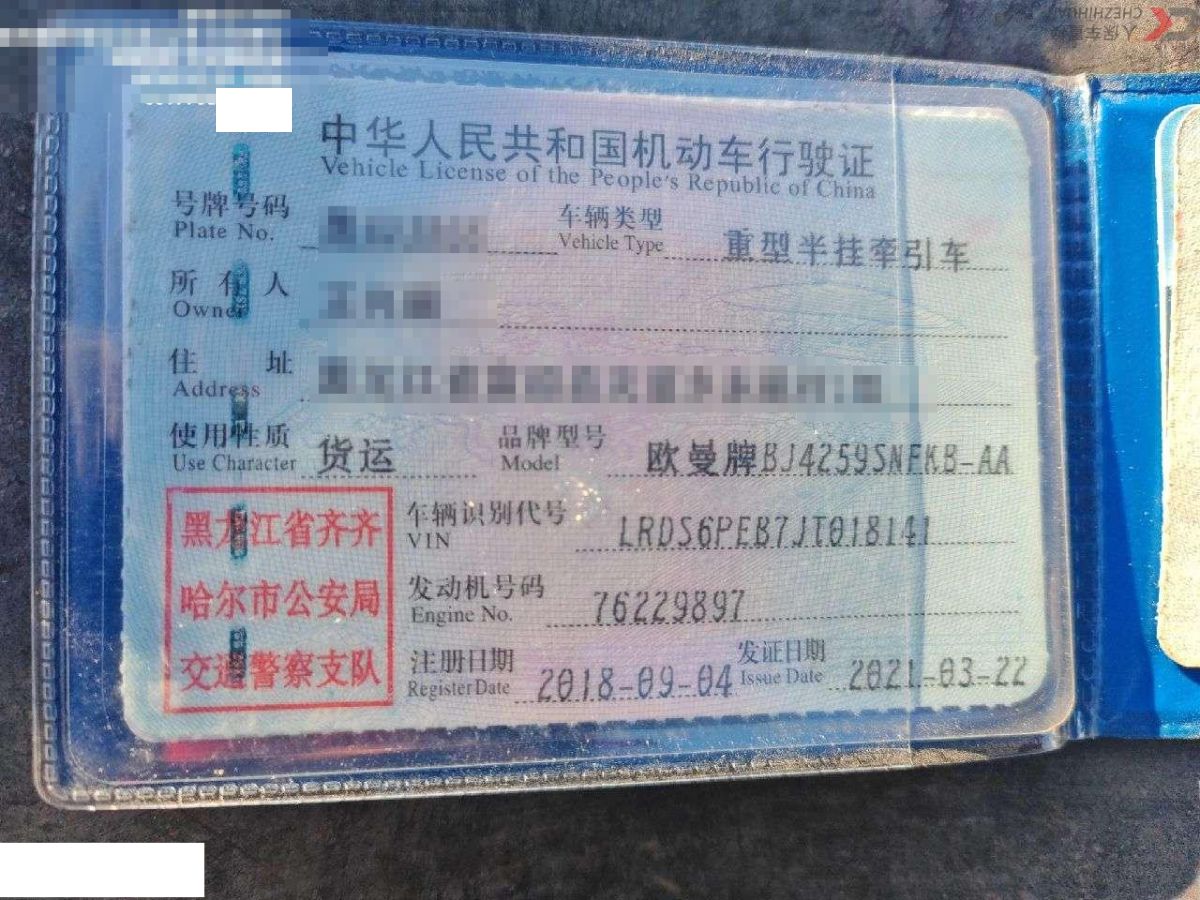 中华人民共和国机动车行驶证
Vehicle License of the People's Republic of China
号牌号码
Plate No.
车辆类型
Vehicle Type
重型半挂牵引车
所有人
Owner
住址
Address
使用性质
Use Character
货运
品牌型号
Model
欧曼牌BJ4259SNFKB-AA
黑龙江省齐齐
哈尔市公安局
交通警察支队
车辆识别代号
VIN
LRDS6PEB7JT018141
发动机号码
Engine No.
76229897
注册日期
Register Date
2018-09-04
发证日期
Issue Date
2021-03-22